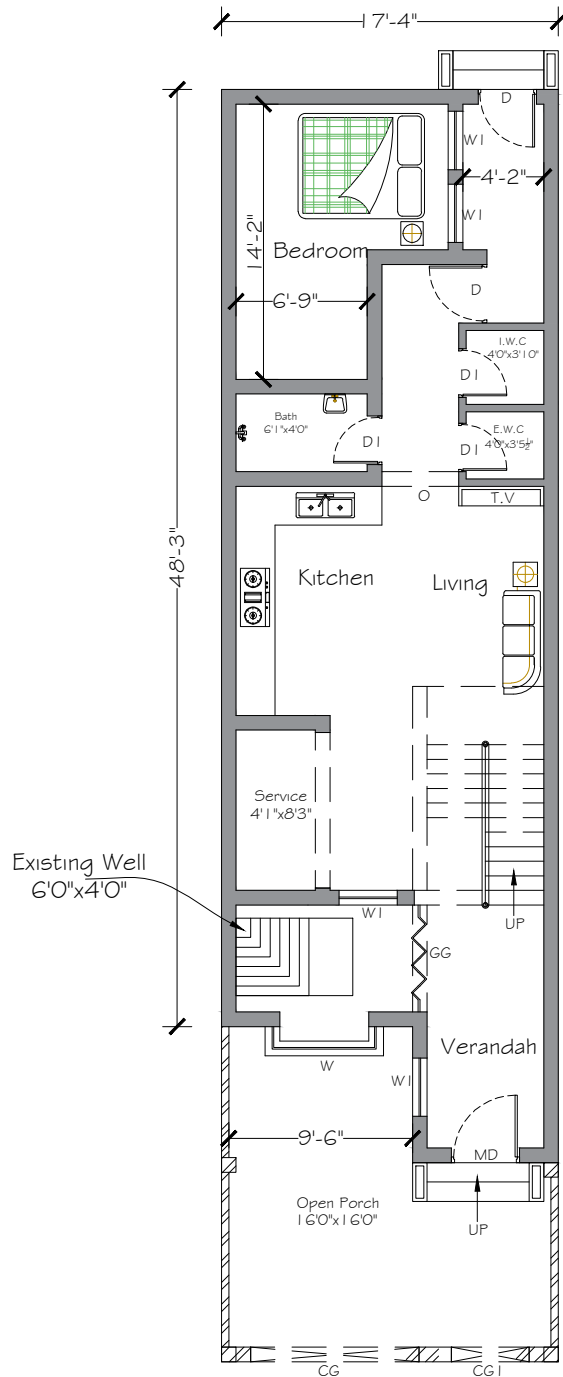 17'-4"
D
W1
4'-2"
W1
14'-2"
Bedroom
6'-9"
D
I.W.C
4'0"x3'10"
D1
Bath
6'1"x4'0"
D1
E.W.C
4'0"x3'5½"
D1
O
T.V
48'-3"
Kitchen
Living
Service
4'1"x8'3"
Existing Well
6'0"x4'0"
W1
UP
GG
Verandah
W
W1
9'-6"
MD
Open Porch
16'0"x16'0"
UP
CG
CG1